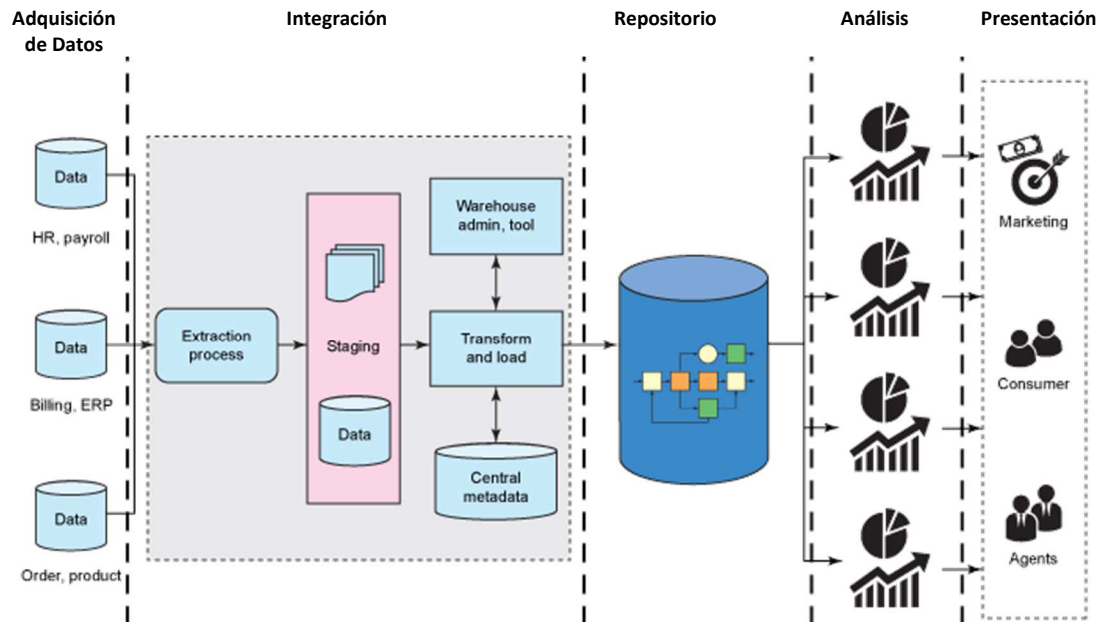 Adquisición
de Datos
Integración
Repositorio
Análisis
Presentación
Data
HR, payroll
Data
Billing, ERP
Data
Order, product
Extraction
process
Staging
Data
Warehouse
admin, tool
Transform
and load
Central
metadata
Marketing
Consumer
Agents